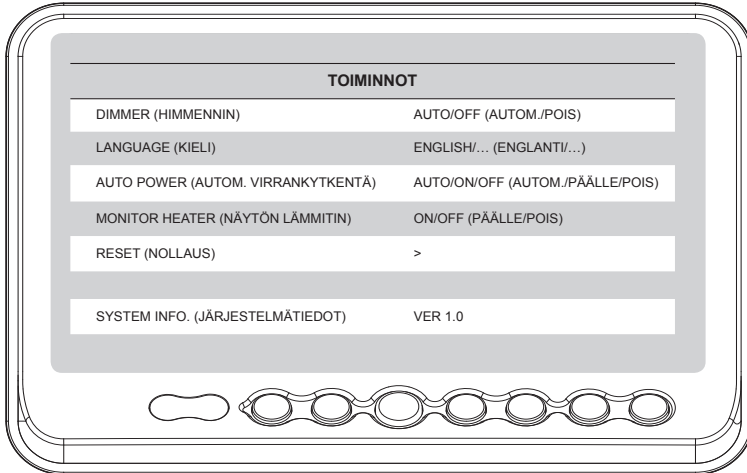 TOIMINNOT
DIMMER (HIMMENNIN) AUTO/OFF (AUTOM./POIS)
LANGUAGE (KIELI) ENGLISH/… (ENGLANTI/…)
AUTO POWER (AUTOM. VIRRANKYTKENTÄ) AUTO/ON/OFF (AUTOM./PÄÄLLE/POIS)
MONITOR HEATER (NÄYTÖN LÄMMITIN) ON/OFF (PÄÄLLE/POIS)
RESET (NOLLAUS) >
SYSTEM INFO. (JÄRJESTELMÄTIEDOT) VER 1.0